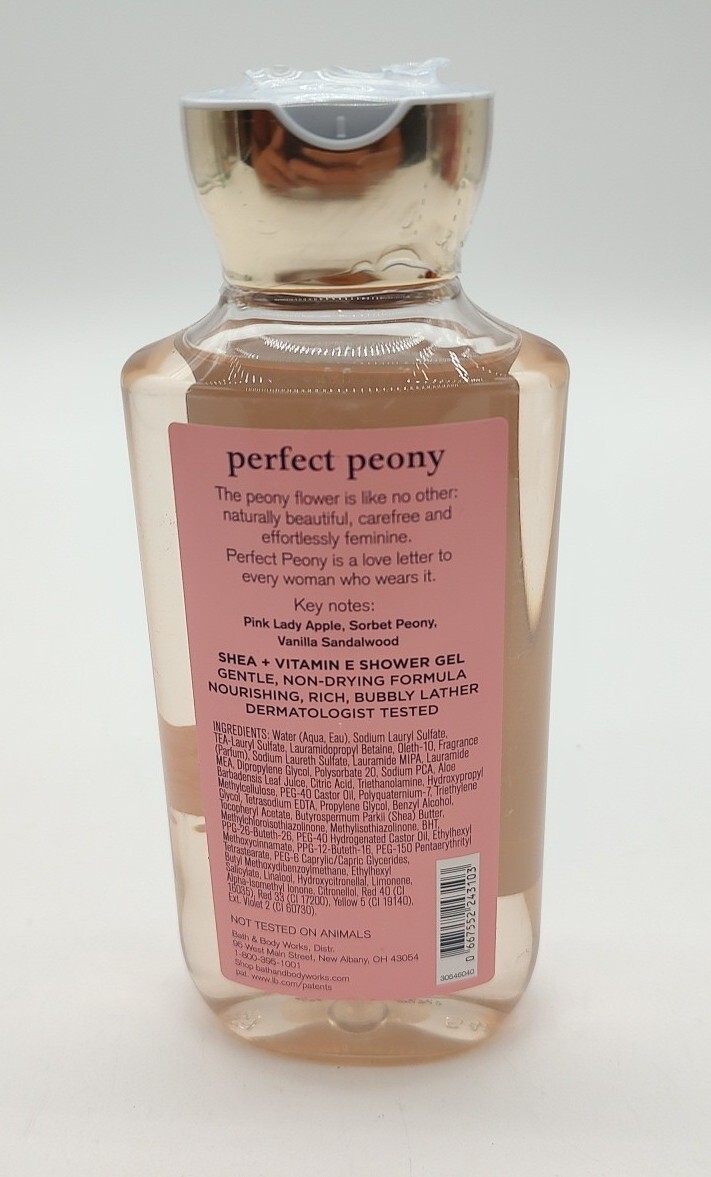 perfect peony
The peony flower is like no other:
naturally beautiful, carefree and
effortlessly feminine.
Perfect Peony is a love letter to
every woman who wears it.
Key notes:
Pink Lady Apple, Sorbet Peony,
Vanilla Sandalwood
SHEA + VITAMIN E SHOWER GEL
GENTLE, NON-DRYING FORMULA
NOURISHING, RICH, BUBBLY LATHER
DERMATOLOGIST TESTED
INGREDIENTS: Water (Aqua, Eau), Sodium Lauryl Sulfate,
TEA-Lauryl Sulfate, Lauramidopropyl Betaine, Oleth-10, Fragrance
(Parfum), Sodium Laureth Sulfate, Lauramide MIPA, Lauramide
MEA, Dipropylene Glycol, Polysorbate 20, Sodium PCA, Aloe
Barbadensis Leaf Juice, Citric Acid, Triethanolamine, Hydroxypropyl
Methylcellulose, PEG-40 Castor Oil, Polyquaternium-7, Triethylene
Glycol, Tetrasodium EDTA, Propylene Glycol, Benzyl Alcohol,
Tocopheryl Acetate, Butyrospermum Parkii (Shea) Butter,
Methylchloroisothiazolinone, Methylisothiazolinone, BHT,
PPG-26-Buteth-26, PEG-40 Hydrogenated Castor Oil, Ethylhexyl
Methoxycinnamate, PPG-12-Buteth-16, PEG-150 Pentaerythrityl
Tetrastearate, PEG-6 Caprylic/Capric Glycerides,
Butyl Methoxydibenzoylmethane, Ethylhexyl
Salicylate, Linalool, Hydroxycitronellal, Limonene,
Alpha-Isomethyl Ionone, Citronellol, Red 40 (CI
16035), Red 33 (CI 17200), Yellow 5 (CI 19140),
Ext. Violet 2 (CI 60730).
NOT TESTED ON ANIMALS
Bath & Body Works, Distr.
95 West Main Street, New Albany, OH 43054
1-800-395-1001
Shop bathandbodyworks.com
Pat. www.lb.com/patents
0 667552 243103
30546040